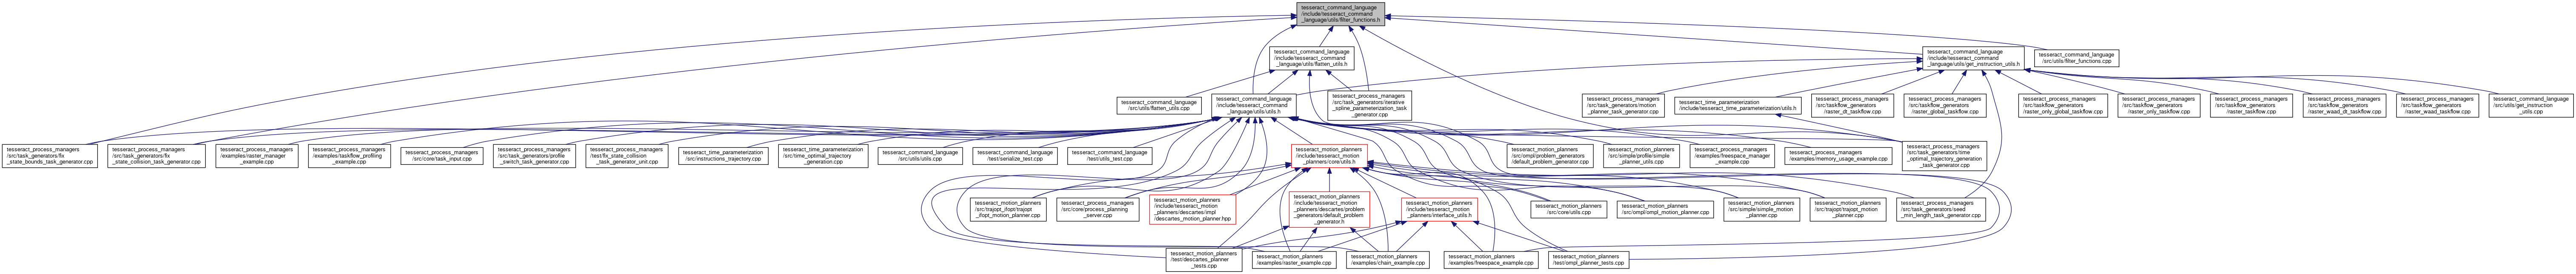 tesseract_command_language
/include/tesseract_command
_language/utils/filter_functions.h
tesseract_command_language
/include/tesseract_command
_language/utils/flatten_utils.h
tesseract_command_language
/include/tesseract_command
_language/utils/get_instruction_utils.h
tesseract_command_language
/src/utils/filter_functions.cpp
tesseract_command_language
/src/utils/flatten_utils.cpp
tesseract_command_language
/include/tesseract_command
_language/utils/utils.h
tesseract_process_managers
/src/task_generators/iterative
_spline_parameterization_task
_generator.cpp
tesseract_process_managers
/src/task_generators/motion
_planner_task_generator.cpp
tesseract_time_parameterization
/include/tesseract_time_parameterization/utils.h
tesseract_process_managers
/src/taskflow_generators
/raster_dt_taskflow.cpp
tesseract_process_managers
/src/taskflow_generators
/raster_global_taskflow.cpp
tesseract_process_managers
/src/taskflow_generators
/raster_only_global_taskflow.cpp
tesseract_process_managers
/src/taskflow_generators
/raster_only_taskflow.cpp
tesseract_process_managers
/src/taskflow_generators
/raster_taskflow.cpp
tesseract_process_managers
/src/taskflow_generators
/raster_waad_dt_taskflow.cpp
tesseract_process_managers
/src/taskflow_generators
/raster_waad_taskflow.cpp
tesseract_command_language
/src/utils/get_instruction
_utils.cpp
tesseract_process_managers
/src/task_generators/fix
_state_bounds_task_generator.cpp
tesseract_process_managers
/src/task_generators/fix
_state_collision_task_generator.cpp
tesseract_process_managers
/examples/raster_manager
_example.cpp
tesseract_process_managers
/examples/taskflow_profiling
_example.cpp
tesseract_process_managers
/src/core/task_input.cpp
tesseract_process_managers
/src/task_generators/profile
_switch_task_generator.cpp
tesseract_process_managers
/test/fix_state_collision
_task_generator_unit.cpp
tesseract_time_parameterization
/src/instructions_trajectory.cpp
tesseract_time_parameterization
/src/time_optimal_trajectory
_generation.cpp
tesseract_command_language
/src/utils/utils.cpp
tesseract_command_language
/test/serialize_test.cpp
tesseract_command_language
/test/utils_test.cpp
tesseract_motion_planners
/include/tesseract_motion
_planners/core/utils.h
tesseract_motion_planners
/src/ompl/problem_generators
/default_problem_generator.cpp
tesseract_motion_planners
/src/simple/profile/simple
_planner_utils.cpp
tesseract_process_managers
/examples/freespace_manager
_example.cpp
tesseract_process_managers
/examples/memory_usage_example.cpp
tesseract_process_managers
/src/task_generators/time
_optimal_trajectory_generation
_task_generator.cpp
tesseract_motion_planners
/src/trajopt_ifopt/trajopt
_ifopt_motion_planner.cpp
tesseract_process_managers
/src/core/process_planning
_server.cpp
tesseract_motion_planners
/include/tesseract_motion
_planners/descartes/impl
/descartes_motion_planner.hpp
tesseract_motion_planners
/include/tesseract_motion
_planners/descartes/problem
_generators/default_problem
_generator.h
tesseract_motion_planners
/include/tesseract_motion
_planners/interface_utils.h
tesseract_motion_planners
/src/core/utils.cpp
tesseract_motion_planners
/src/ompl/ompl_motion_planner.cpp
tesseract_motion_planners
/src/simple/simple_motion
_planner.cpp
tesseract_motion_planners
/src/trajopt/trajopt_motion
_planner.cpp
tesseract_process_managers
/src/task_generators/seed
_min_length_task_generator.cpp
tesseract_motion_planners
/test/descartes_planner
_tests.cpp
tesseract_motion_planners
/examples/raster_example.cpp
tesseract_motion_planners
/examples/chain_example.cpp
tesseract_motion_planners
/examples/freespace_example.cpp
tesseract_motion_planners
/test/ompl_planner_tests.cpp